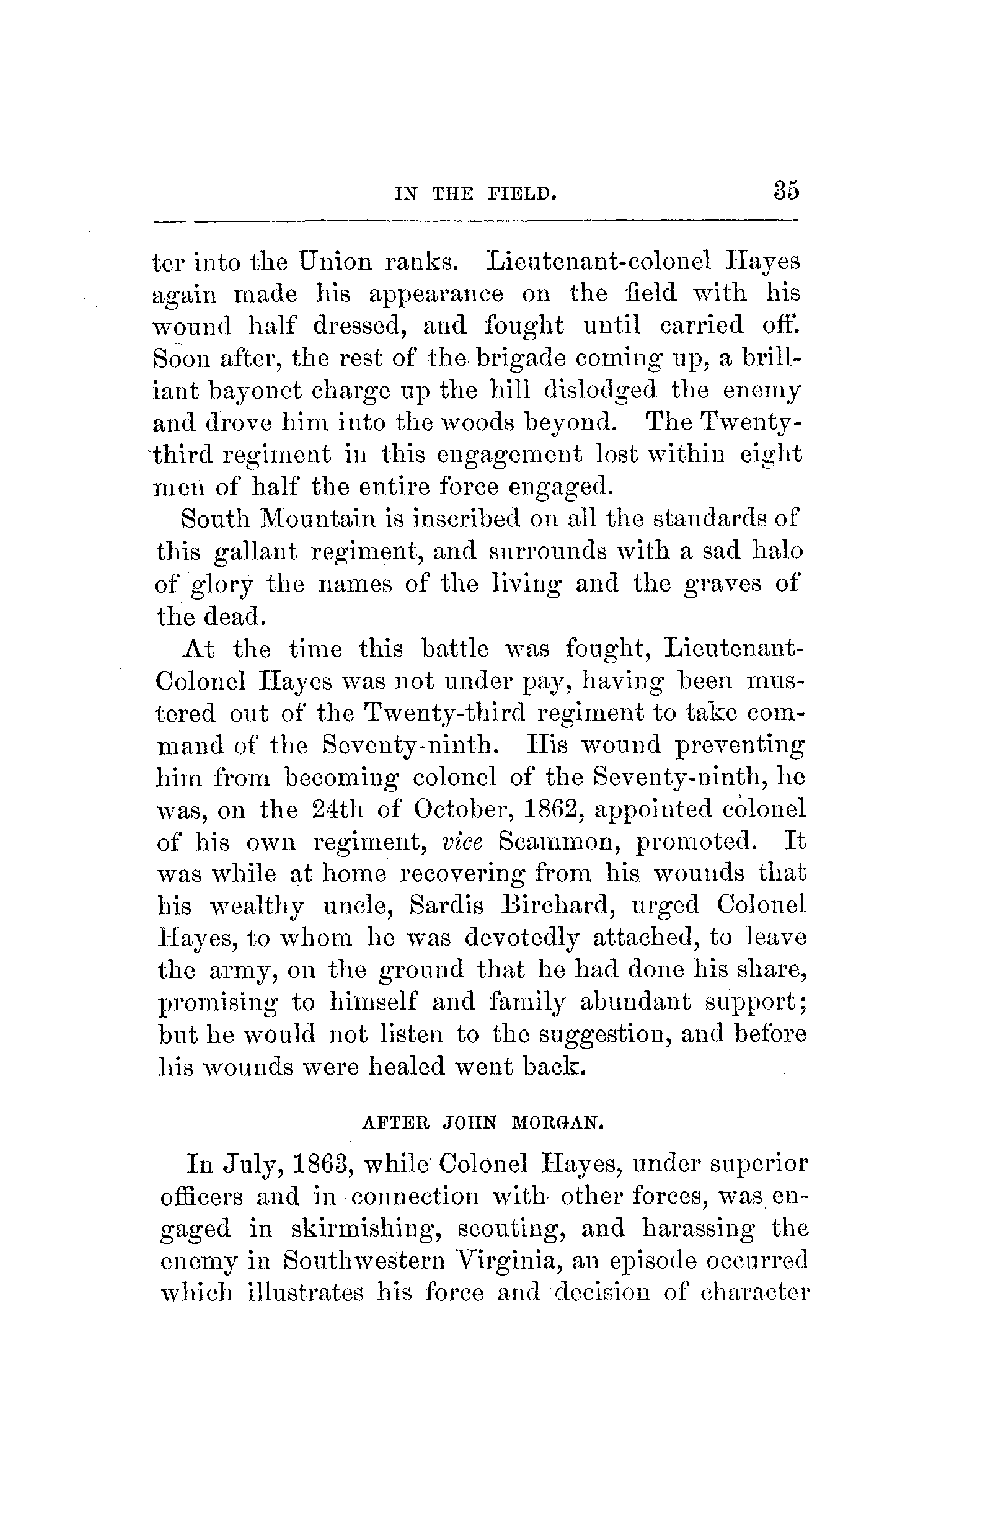 IN THE FIELD. 35
ter into the Union ranks. Lieutenant-colonel Hayes
again made his appearance on the field with his
wound half dressed, and fought until carried off.
Soon after, the rest of the brigade coming up, a brill-
iant bayonet charge up the hill dislodged the enemy
and drove him into the woods beyond. The Twenty-
third regiment in this engagement lost within eight
men of half the entire force engaged.
South Mountain is inscribed on all the standards of
this gallant regiment, and surrounds with a sad halo
of glory the names of the living and the graves of
the dead.
At the time this battle was fought, Lieutenant-
Colonel Hayes was not under pay, having been mus-
tered out of the Twenty-third regiment to take com-
mand of the Seventy-ninth. His wound preventing
him from becoming colonel of the Seventy-ninth, he
was, on the 24th of October, 1862, appointed colonel
of his own regiment, vice Scammon, promoted. It
was while at home recovering from his wounds that
his wealthy uncle, Sardis Birchard, urged Colonel
Hayes, to whom he was devotedly attached, to leave
the army, on the ground that he had done his share,
promising to himself and family abundant support;
but he would not listen to the suggestion, and before
his wounds were healed went back.
AFTER JOHN MORGAN.
In July, 1863, while Colonel Hayes, under superior
officers and in connection with other forces, was en-
gaged in skirmishing, scouting, and harassing the
enemy in Southwestern Virginia, an episode occurred
which illustrates his force and decision of character